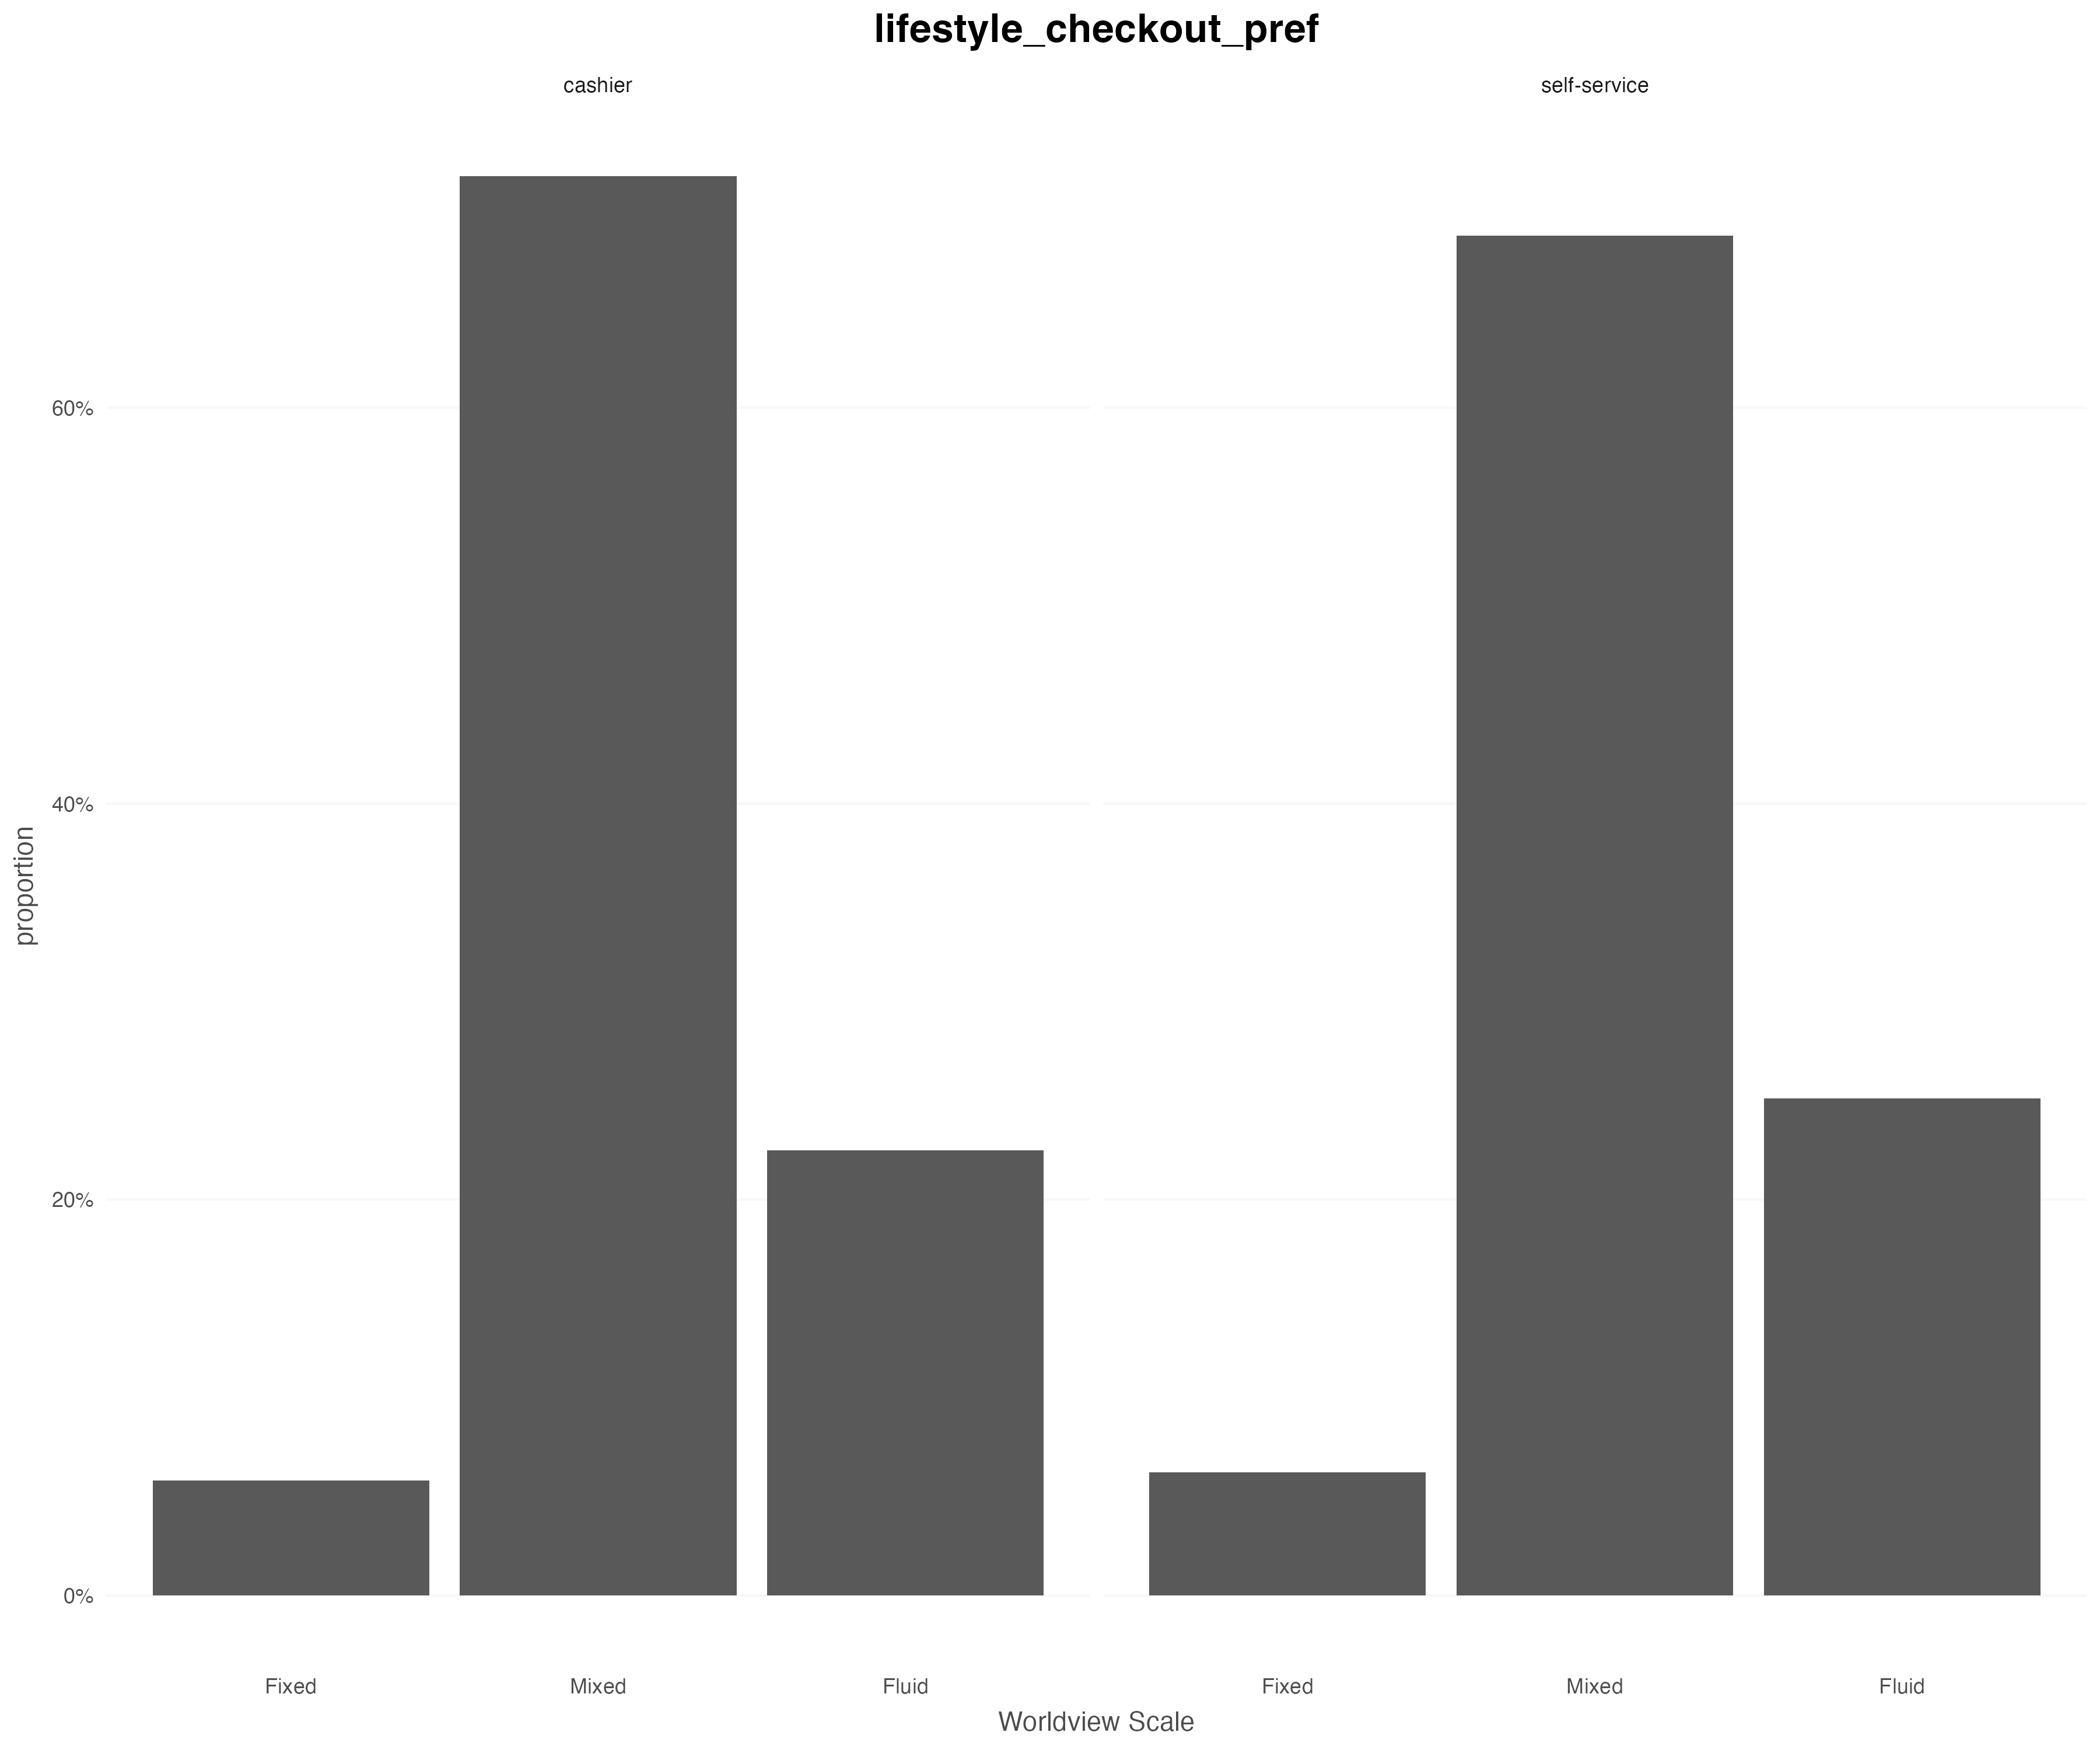 lifestyle_checkout_pref
cashier
self-service
60%
40%
20%
0%
proportion
Fixed
Mixed
Fluid
Fixed
Mixed
Fluid
Worldview Scale